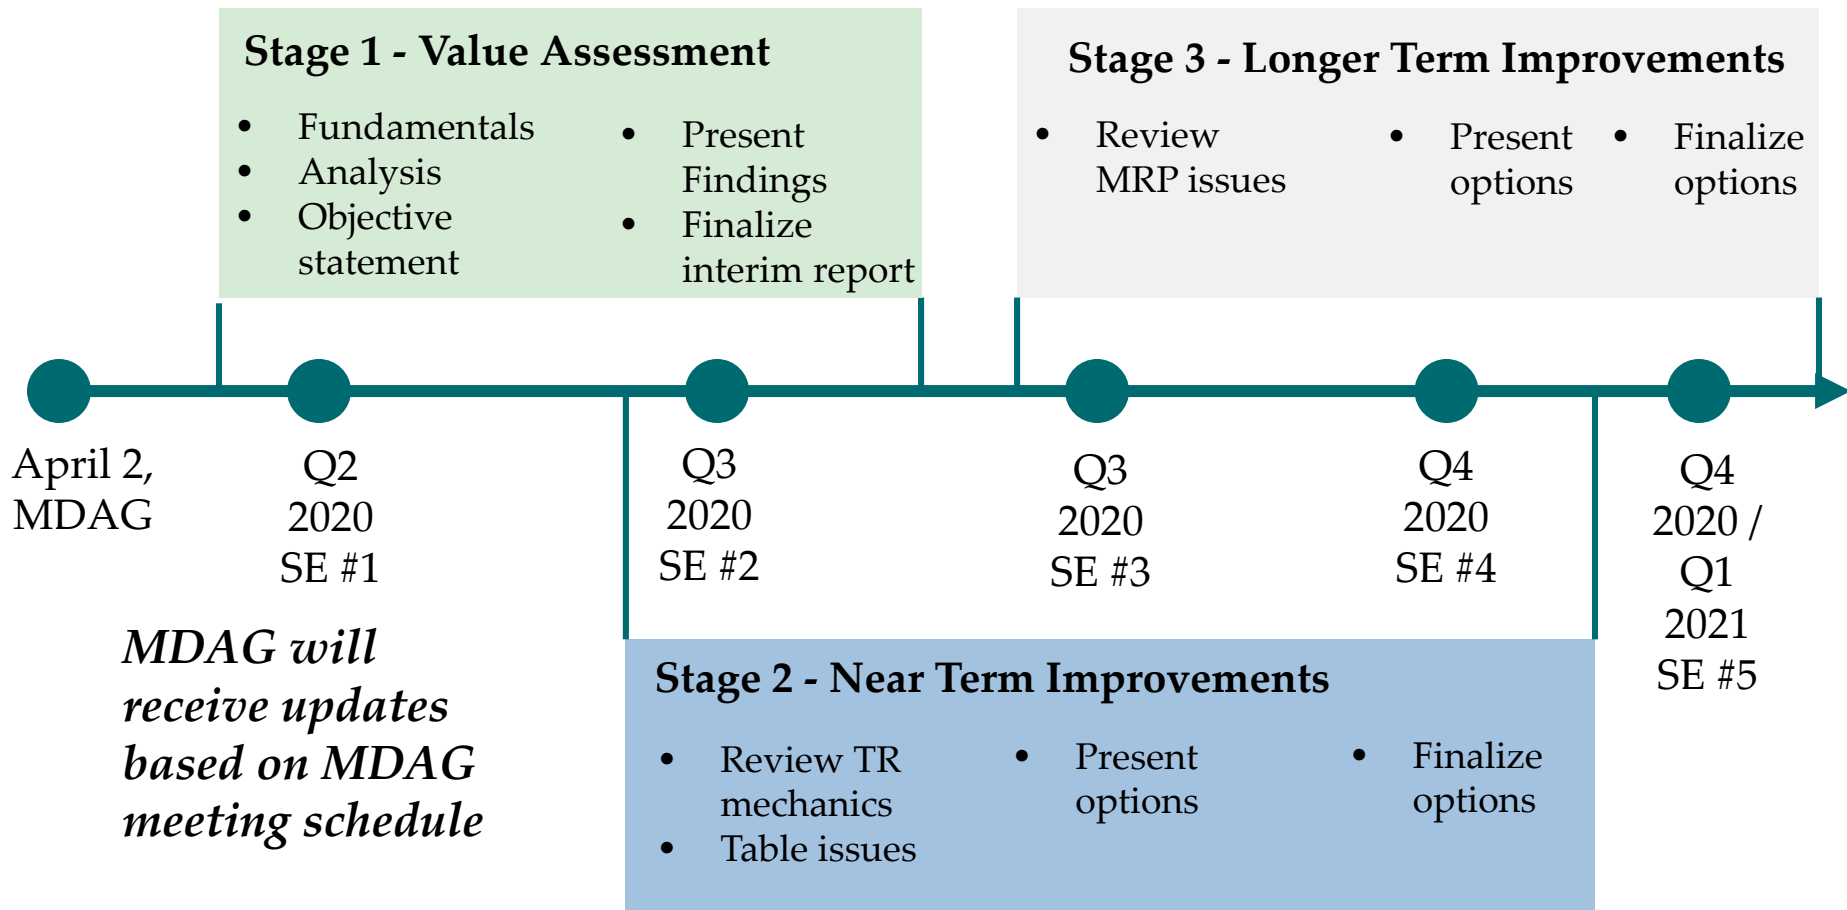 Stage 1 - Value Assessment
• Fundamentals
• Analysis
• Objective
statement
• Present
Findings
• Finalize
interim report
Stage 3 - Longer Term Improvements
• Review
MRP issues
• Present
options
• Finalize
options
April 2,
MDAG
Q2
2020
SE #1
Q3
2020
SE #2
Q3
2020
SE #3
Q4
2020
SE #4
Q4
2020 /
Q1
2021
SE #5
MDAG will
receive updates
based on MDAG
meeting schedule
Stage 2 - Near Term Improvements
• Review TR
mechanics
• Table issues
• Present
options
• Finalize
options